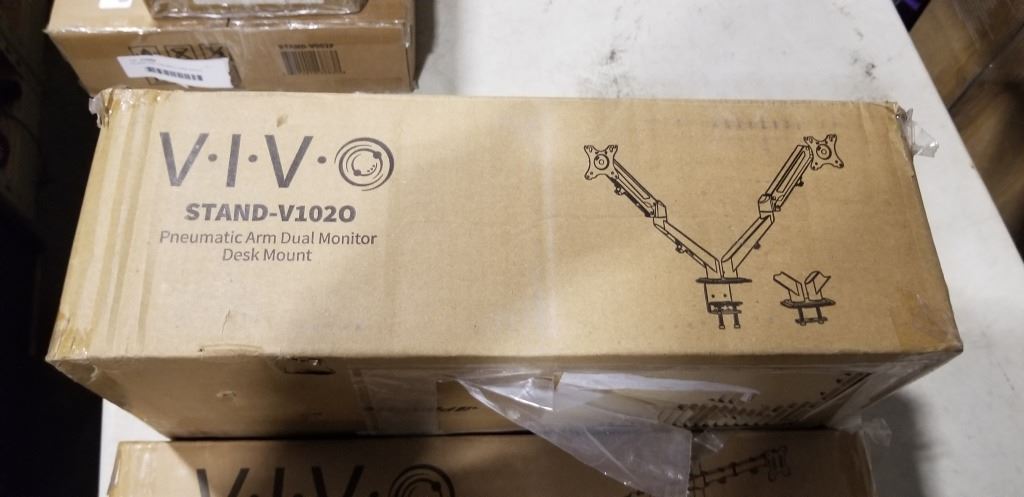 V·I·V·O
STAND-V102O
Pneumatic Arm Dual Monitor
Desk Mount
V·I·V·O